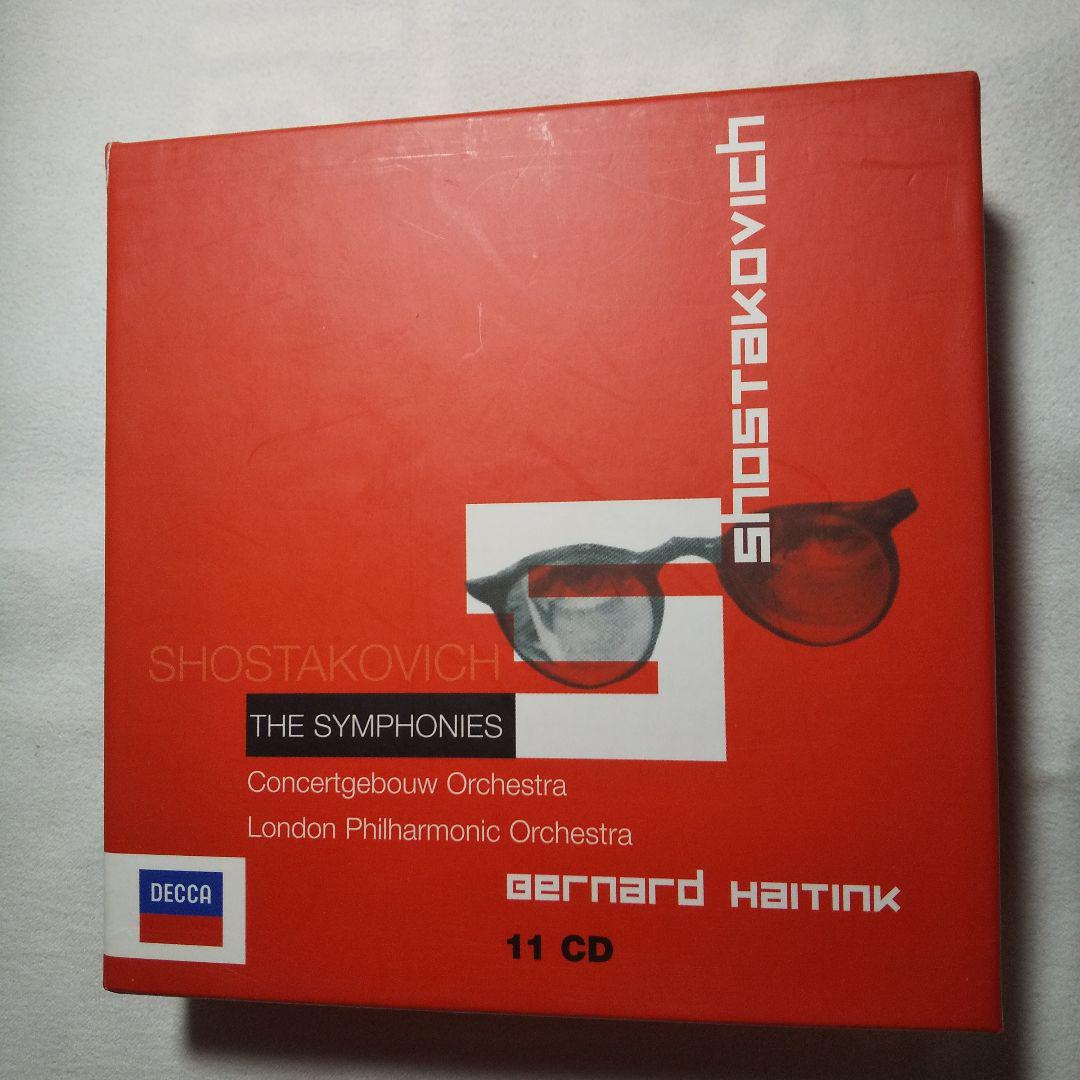 Shostakovich
SHOSTAKOVICH
THE SYMPHONIES
Concertgebouw Orchestra
London Philharmonic Orchestra
DECCA
Bernard Haitink
11 CD